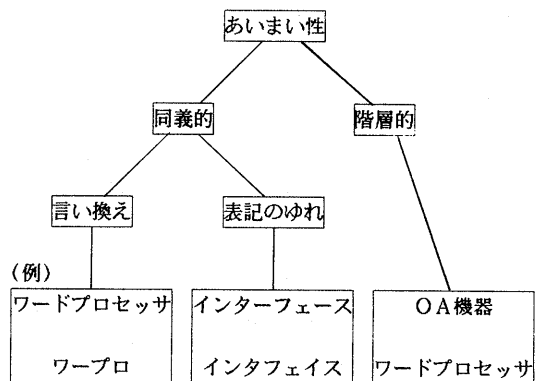 あいまい性
同義的
階層的
言い換え
表記のゆれ
(例)
ワードプロセッサ
ワープロ
インターフェース
インタフェイス
ＯＡ機器
ワードプロセッサ